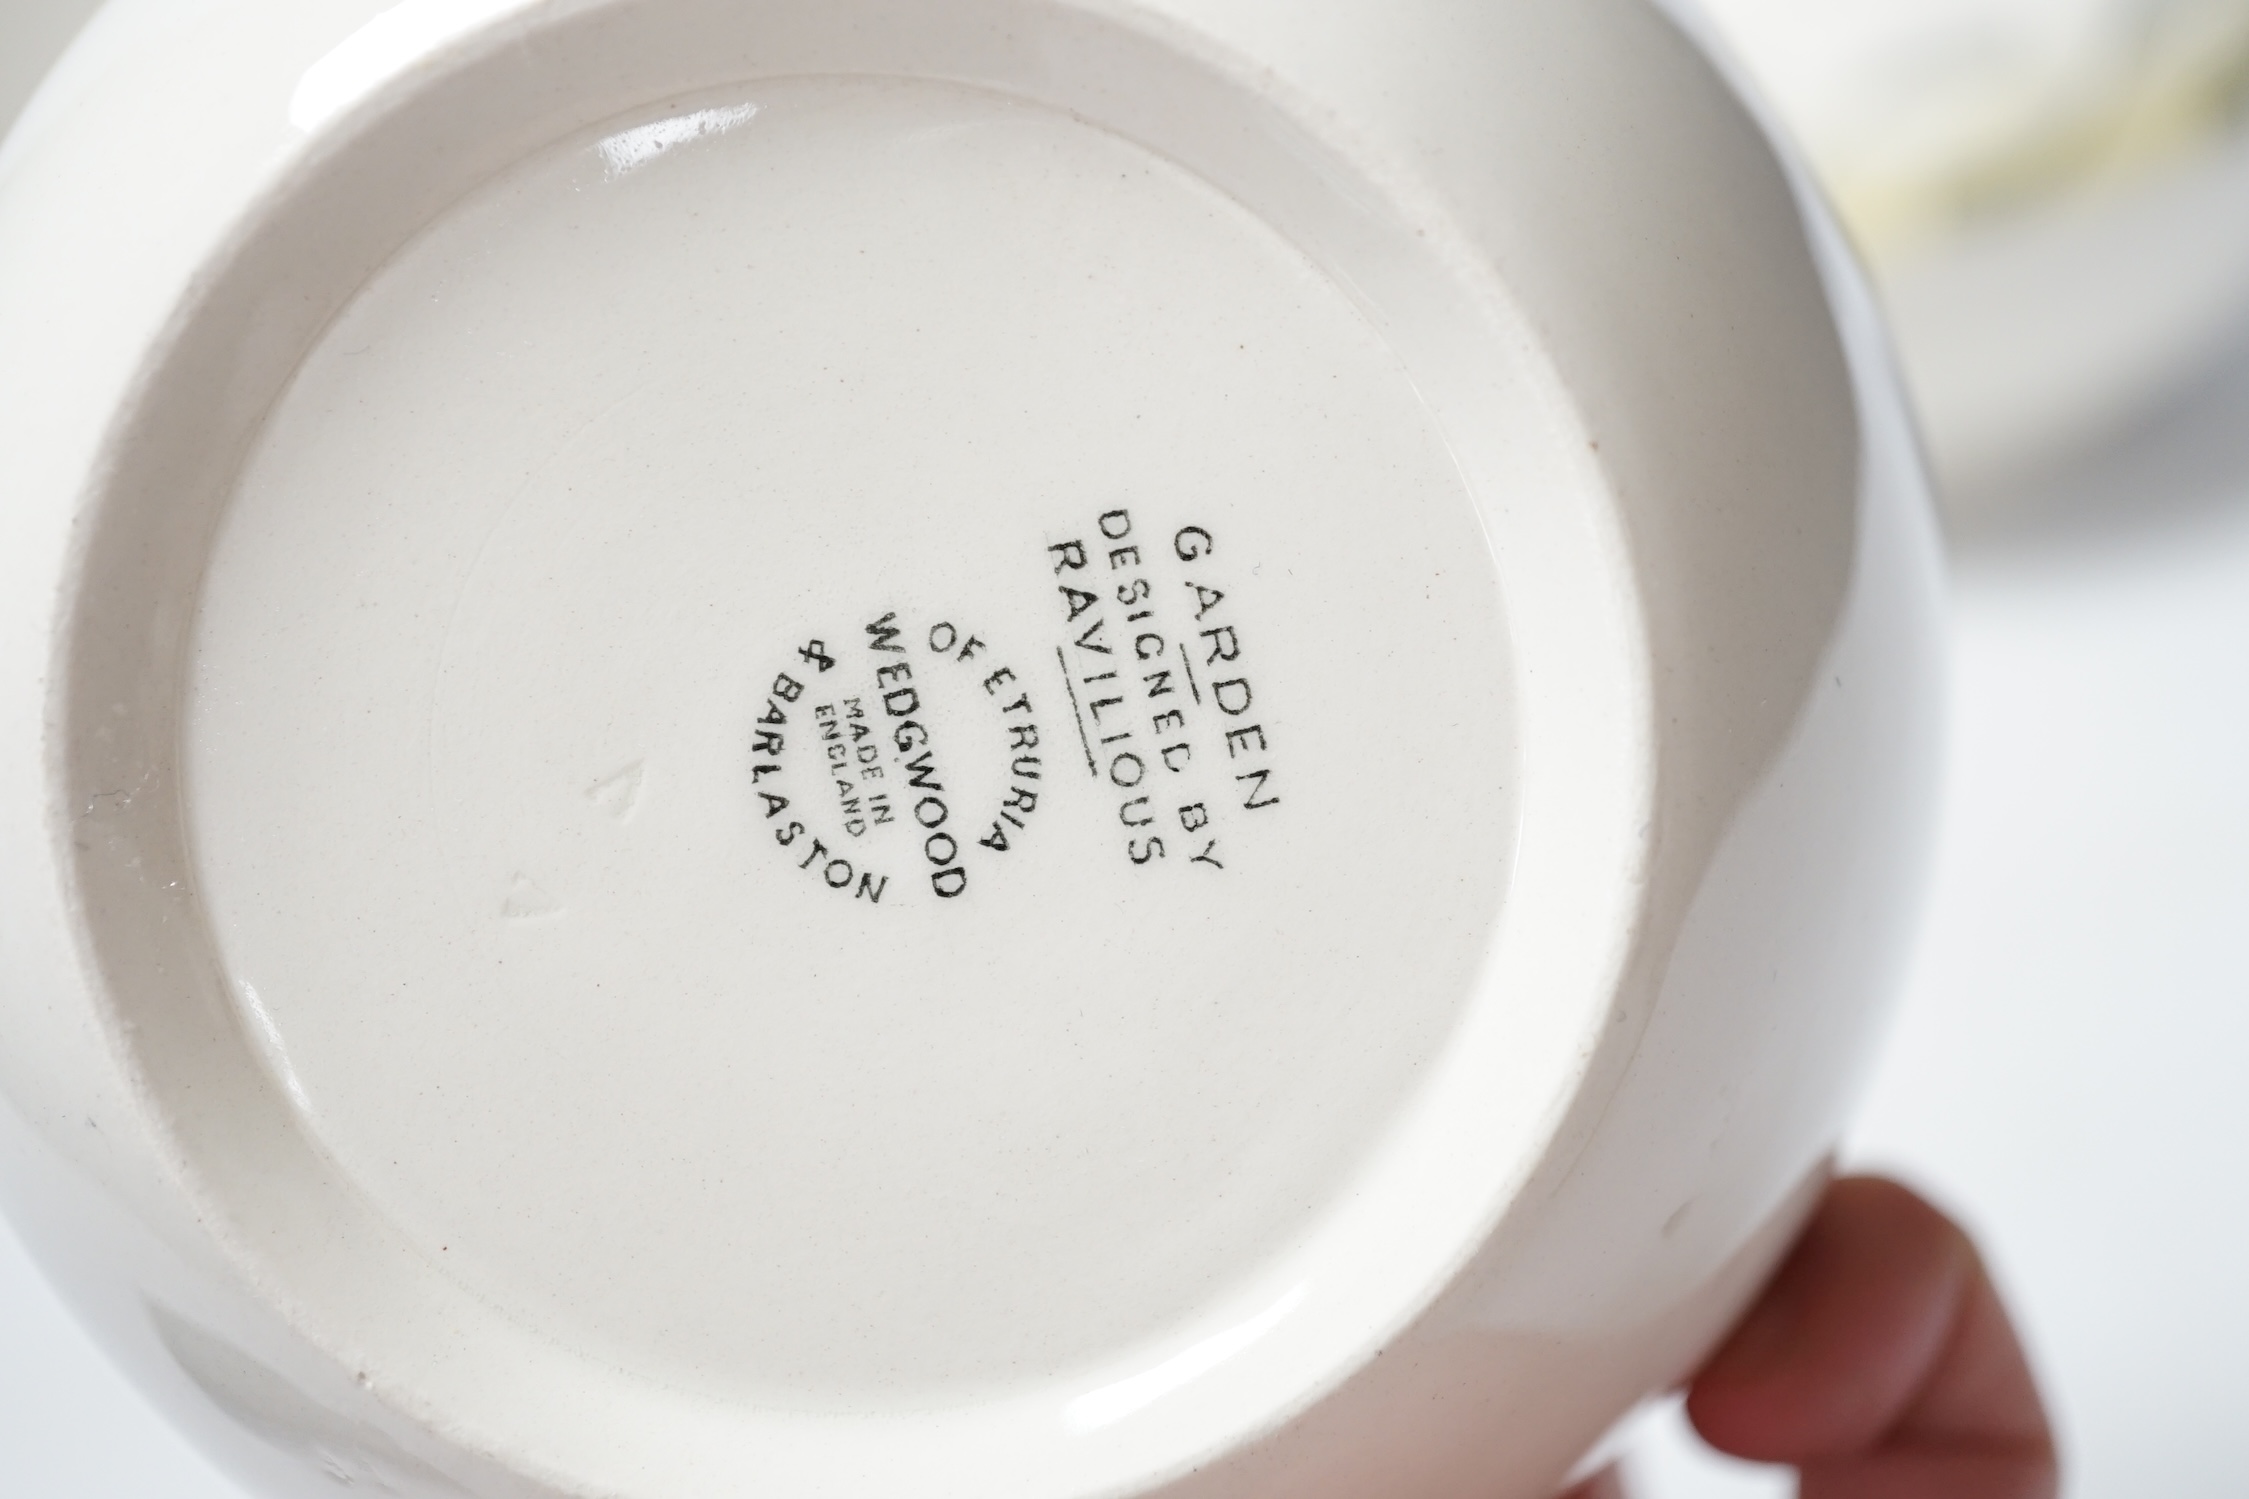 GARDEN
DESIGNED BY
RAVILIOUS
OF ETRURIA
WEDGWOOD
MADE IN
ENGLAND
& BARLASTON